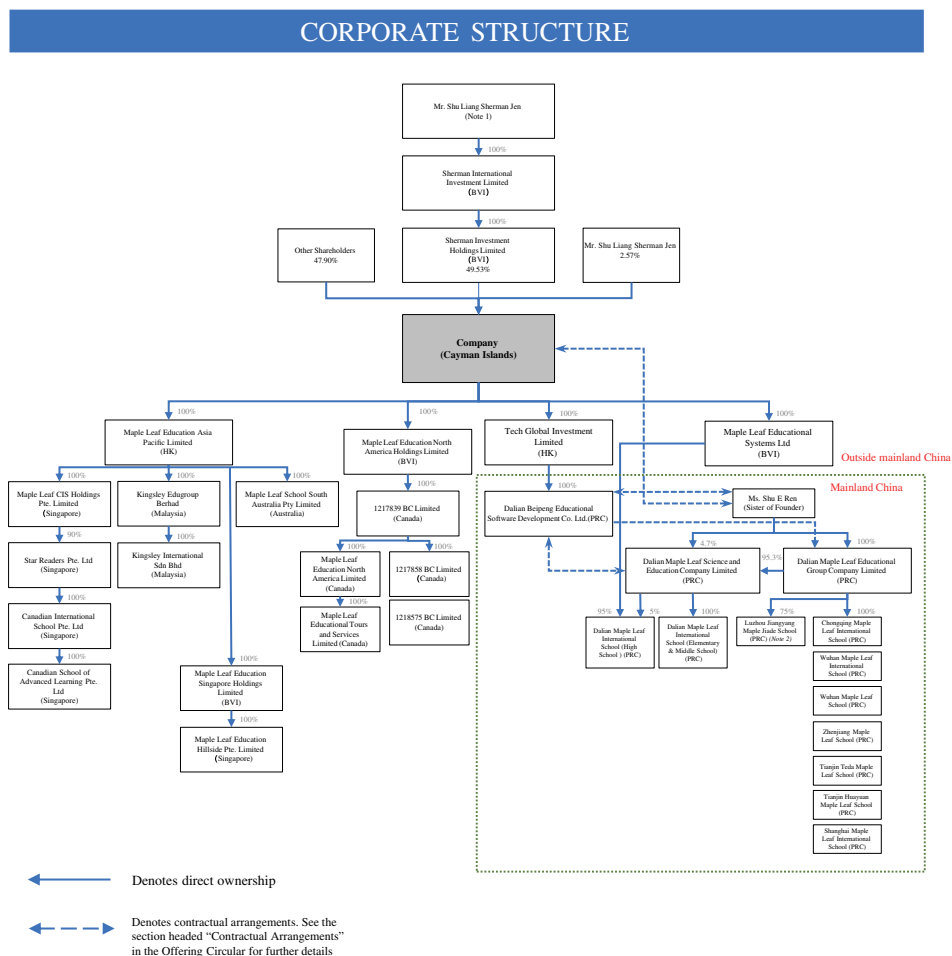 CORPORATE STRUCTURE
Mr. Shu Liang Sherman Jen
(Note 1)
100%
Sherman International
Investment Limited
(BVI)
100%
Other Shareholders
47.90%
Sherman Investment
Holdings Limited
(BVI)
49.53%
Mr. Shu Liang Sherman Jen
2.57%
Company
(Cayman Islands)
100%
100%
100%
100%
Maple Leaf Education Asia
Pacific Limited
(HK)
Maple Leaf Education North
America Holdings Limited
(BVI)
Tech Global Investment
Limited
(HK)
Maple Leaf Educational
Systems Ltd
(BVI)
Outside mainland China
Mainland China
100%
100%
100%
100%
100%
Maple Leaf CIS Holdings
Pte. Limited
(Singapore)
Kingsley Edugroup
Berhad
(Malaysia)
Maple Leaf School South
Australia Pty Limited
(Australia)
1217839 BC Limited
(Canada)
Dalian Beipeng Educational
Software Development Co. Ltd.(PRC)
Ms. Shu E Ren
(Sister of Founder)
90%
100%
100%
100%
4.7%
100%
95.3%
Star Readers Pte. Ltd
(Singapore)
Kingsley International
Sdn Bhd
(Malaysia)
Maple Leaf
Education North
America Limited
(Canada)
1217858 BC Limited
(Canada)
Dalian Maple Leaf Science and
Education Company Limited
(PRC)
Dalian Maple Leaf Educational
Group Company Limited
(PRC)
100%
100%
100%
95%
5%
100%
75%
100%
Canadian International
School Pte. Ltd
(Singapore)
Maple Leaf
Educational Tours
and Services
Limited (Canada)
1218575 BC Limited
(Canada)
Dalian Maple Leaf
International
School (High
School ) (PRC)
Dalian Maple Leaf
International
School (Elementary
& Middle School)
(PRC)
Luzhou Jiangyang
Maple Jiade School
(PRC) (Note 2)
Chongqing Maple
Leaf International
School (PRC)
100%
100%
Canadian School of
Advanced Learning Pte.
Ltd
(Singapore)
Maple Leaf Education
Singapore Holdings
Limited
(BVI)
Wuhan Maple Leaf
International
School (PRC)
Wuhan Maple Leaf
School (PRC)
100%
Maple Leaf Education
Hillside Pte. Limited
(Singapore)
Zhenjiang Maple
Leaf School (PRC)
Tianjin Teda Maple
Leaf School (PRC)
Tianjin Huayuan
Maple Leaf School
(PRC)
Shanghai Maple
Leaf International
School (PRC)
Denotes direct ownership
Denotes contractual arrangements. See the
section headed “Contractual Arrangements”
in the Offering Circular for further details